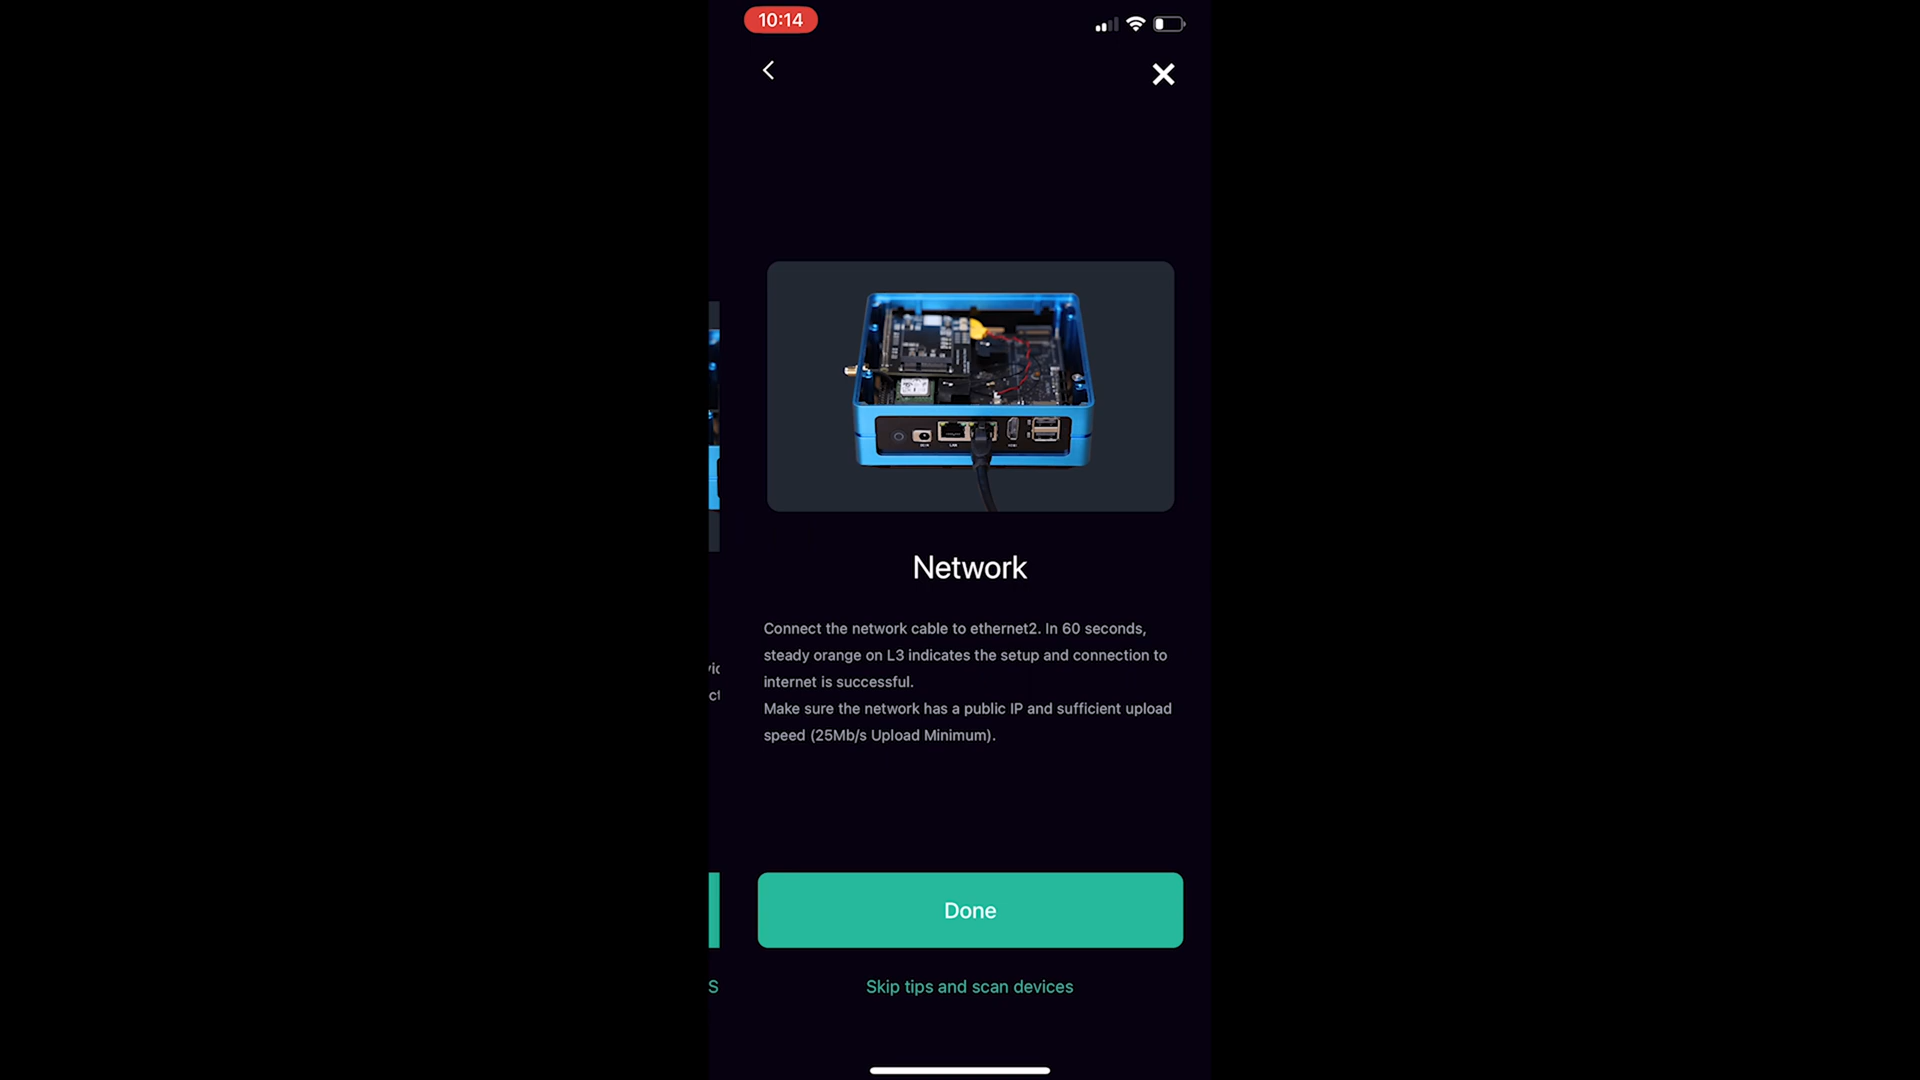 10:14
Network
Connect the network cable to ethernet2. In 60 seconds,
steady orange on L3 indicates the setup and connection to
internet is successful.
Make sure the network has a public IP and sufficient upload
speed (25Mb/s Upload Minimum).
Done
Skip tips and scan devices